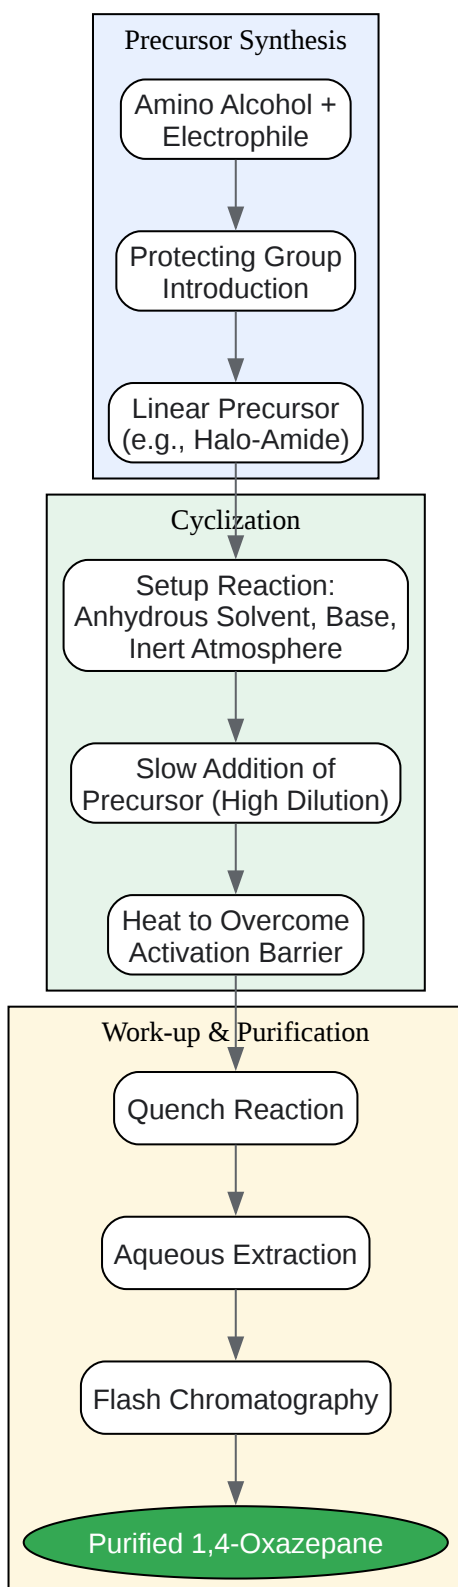 Precursor Synthesis
Amino Alcohol +
Electrophile
Protecting Group
Introduction
Linear Precursor
(e.g., Halo-Amide)
Cyclization
Setup Reaction:
Anhydrous Solvent, Base,
Inert Atmosphere
Slow Addition of
Precursor (High Dilution)
Heat to Overcome
Activation Barrier
Work-up & Purification
Quench Reaction
Aqueous Extraction
Flash Chromatography
Purified 1,4-Oxazepane